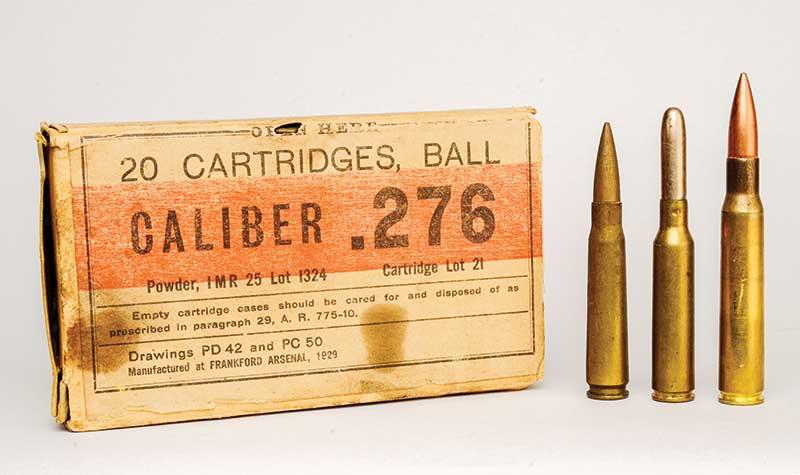 OPEN HERE
20 CARTRIDGES, BALL
CALIBER .276
Powder, IMR 25 Lot 1324 Cartridge Lot 21
Empty cartridge cases should be cared for and disposed of as
prescribed in paragraph 29, A. R. 775-10.
Drawings PD 42 and PC 50
Manufactured at FRANKFORD ARSENAL, 1929